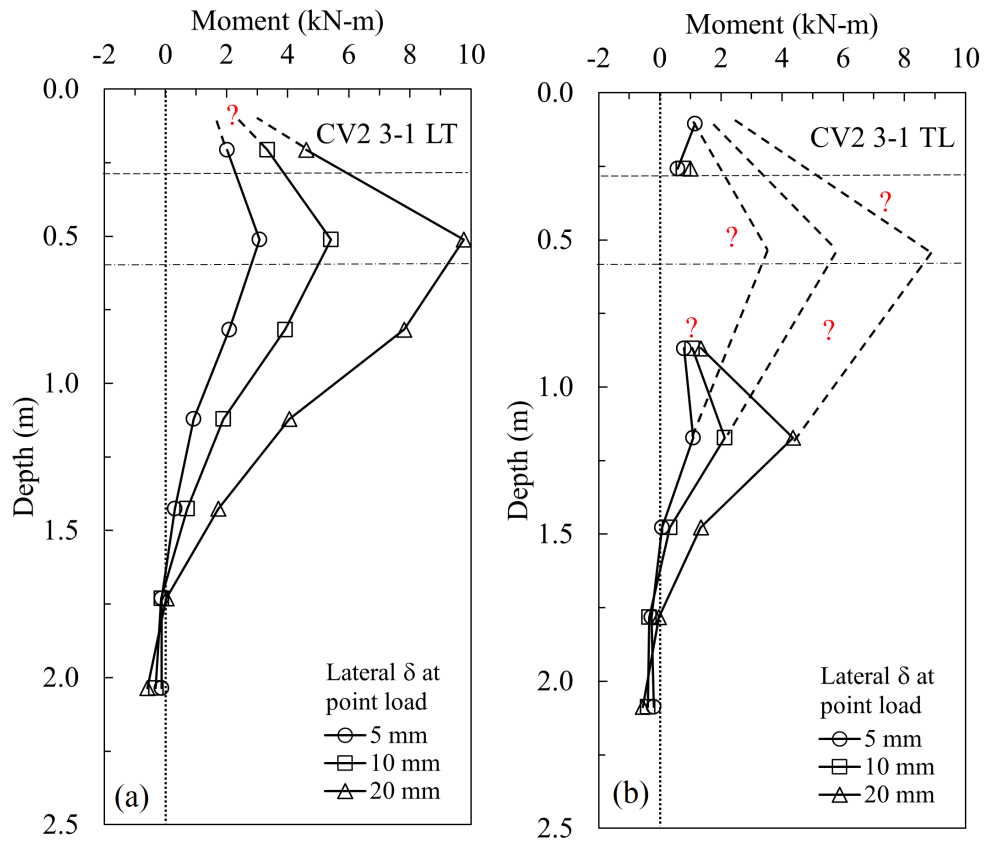 Moment (kN-m)
-2 0 2 4 6 8 10
0.0
0.5
1.0
1.5
2.0
2.5
Depth (m)
?
CV2 3-1 LT
Lateral δ at
point load
5 mm
10 mm
20 mm
(a)
Moment (kN-m)
-2 0 2 4 6 8 10
0.0
0.5
1.0
1.5
2.0
2.5
Depth (m)
CV2 3-1 TL
?
?
?
?
Lateral δ at
point load
5 mm
10 mm
20 mm
(b)